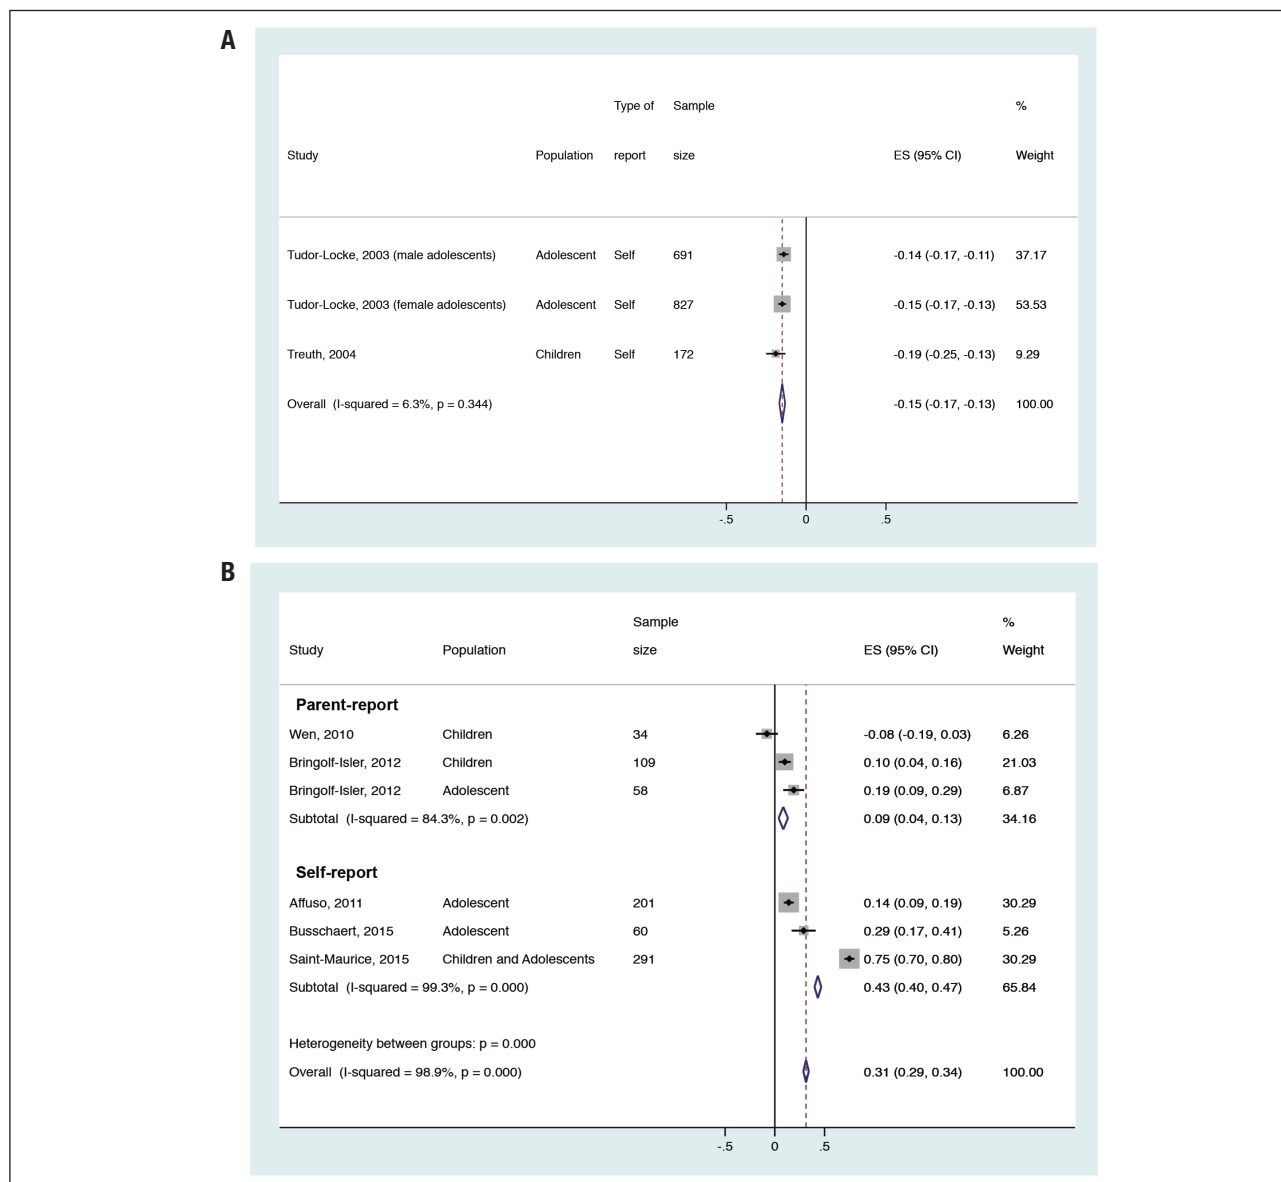 A
Type of Sample %
Study Population report size ES (95% CI) Weight
Tudor-Locke, 2003 (male adolescents) Adolescent Self 691 -0.14 (-0.17, -0.11) 37.17
Tudor-Locke, 2003 (female adolescents) Adolescent Self 827 -0.15 (-0.17, -0.13) 53.53
Treuth, 2004 Children Self 172 -0.19 (-0.25, -0.13) 9.29
Overall (I-squared = 6.3%, p = 0.344) -0.15 (-0.17, -0.13) 100.00
-.5 0 .5
B
Sample %
Study Population size ES (95% CI) Weight
Parent-report
Wen, 2010 Children 34 -0.08 (-0.19, 0.03) 6.26
Bringolf-Isler, 2012 Children 109 0.10 (0.04, 0.16) 21.03
Bringolf-Isler, 2012 Adolescent 58 0.19 (0.09, 0.29) 6.87
Subtotal (I-squared = 84.3%, p = 0.002) 0.09 (0.04, 0.13) 34.16
Self-report
Affuso, 2011 Adolescent 201 0.14 (0.09, 0.19) 30.29
Busschaert, 2015 Adolescent 60 0.29 (0.17, 0.41) 5.26
Saint-Maurice, 2015 Children and Adolescents 291 0.75 (0.70, 0.80) 30.29
Subtotal (I-squared = 99.3%, p = 0.000) 0.43 (0.40, 0.47) 65.84
Heterogeneity between groups: p = 0.000
Overall (I-squared = 98.9%, p = 0.000) 0.31 (0.29, 0.34) 100.00
-.5 0 .5